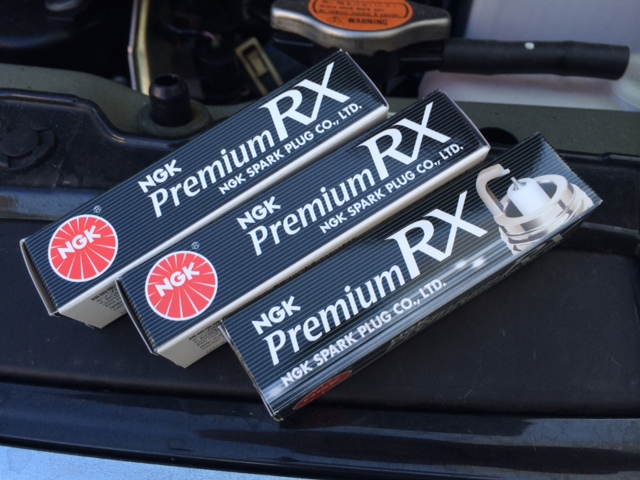 WARNING
NGK
Premium RX
NGK SPARK PLUG CO., LTD.
NGK
®
NGK
Premium RX
NGK SPARK PLUG CO., LTD.
NGK
®
NGK
Premium RX
NGK SPARK PLUG CO., LTD.